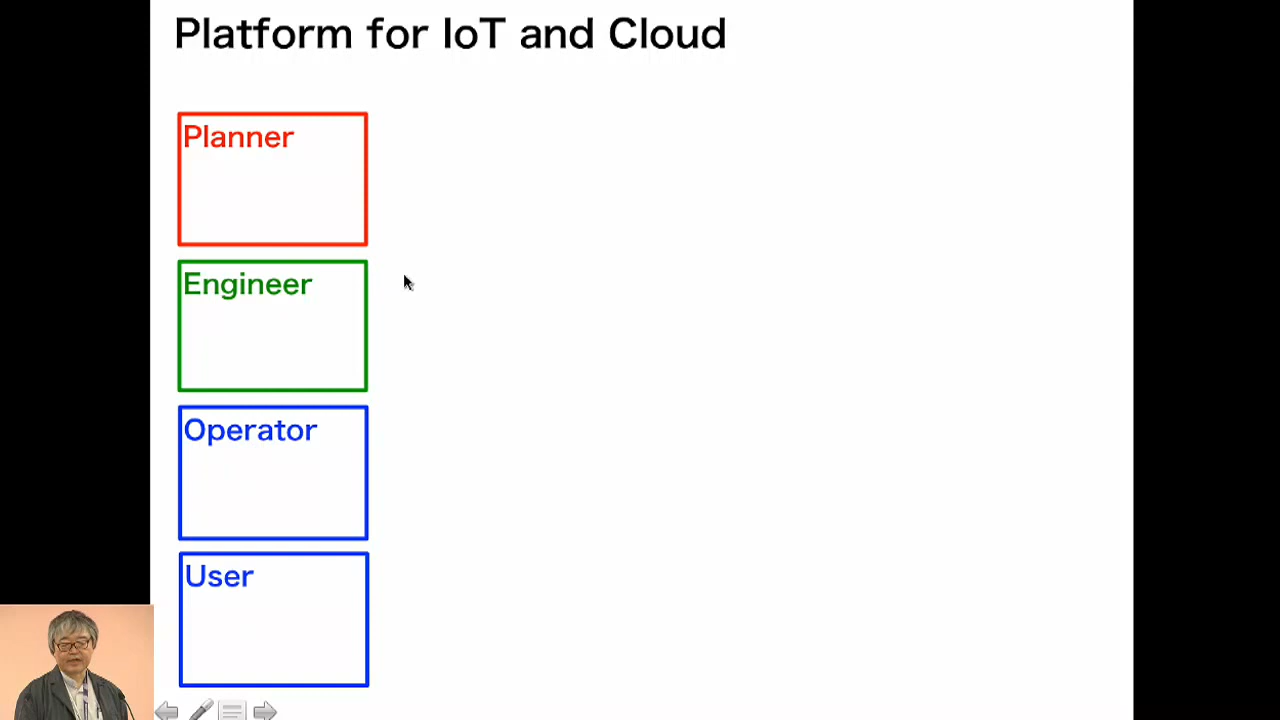 Platform for IoT and Cloud
Planner
Engineer
Operator
User